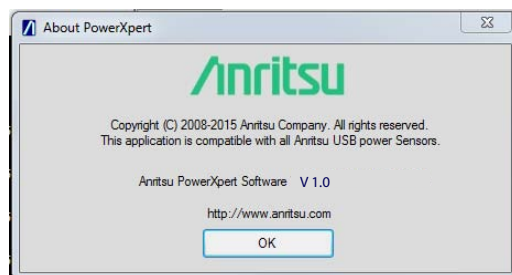 About PowerXpert
Anritsu
Copyright (C) 2008-2015 Anritsu Company. All rights reserved.
This application is compatible with all Anritsu USB power Sensors.
Anritsu PowerXpert Software V 1.0
http://www.anritsu.com
OK